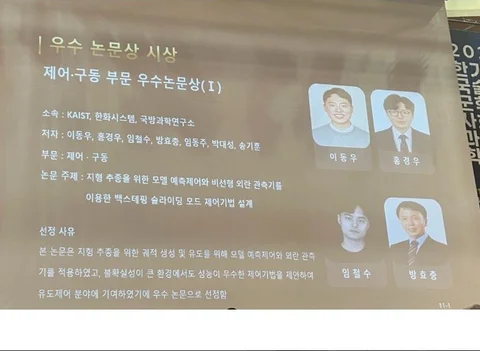 우수 논문상 시상
제어·구동 부문 우수논문상(Ⅰ)
소속 : KAIST, 한화시스템, 국방과학연구소
저자 : 이동우, 홍경우, 임철수, 방효충, 임동주, 박대성, 송기훈
부문 : 제어 · 구동
논문 주제 : 지형 추종을 위한 모델 예측제어와 비선형 외란 관측기를
이용한 백스테핑 슬라이딩 모드 제어기법 설계
선정 사유
본 논문은 지형 추종을 위한 궤적 생성 및 유도를 위해 모델 예측제어와 외란 관측
기를 적용하였고, 불확실성이 큰 환경에서도 성능이 우수한 제어기법을 제안하여
유도제어 분야에 기여하였기에 우수 논문으로 선정함
이동우
홍경우
임철수
방효충